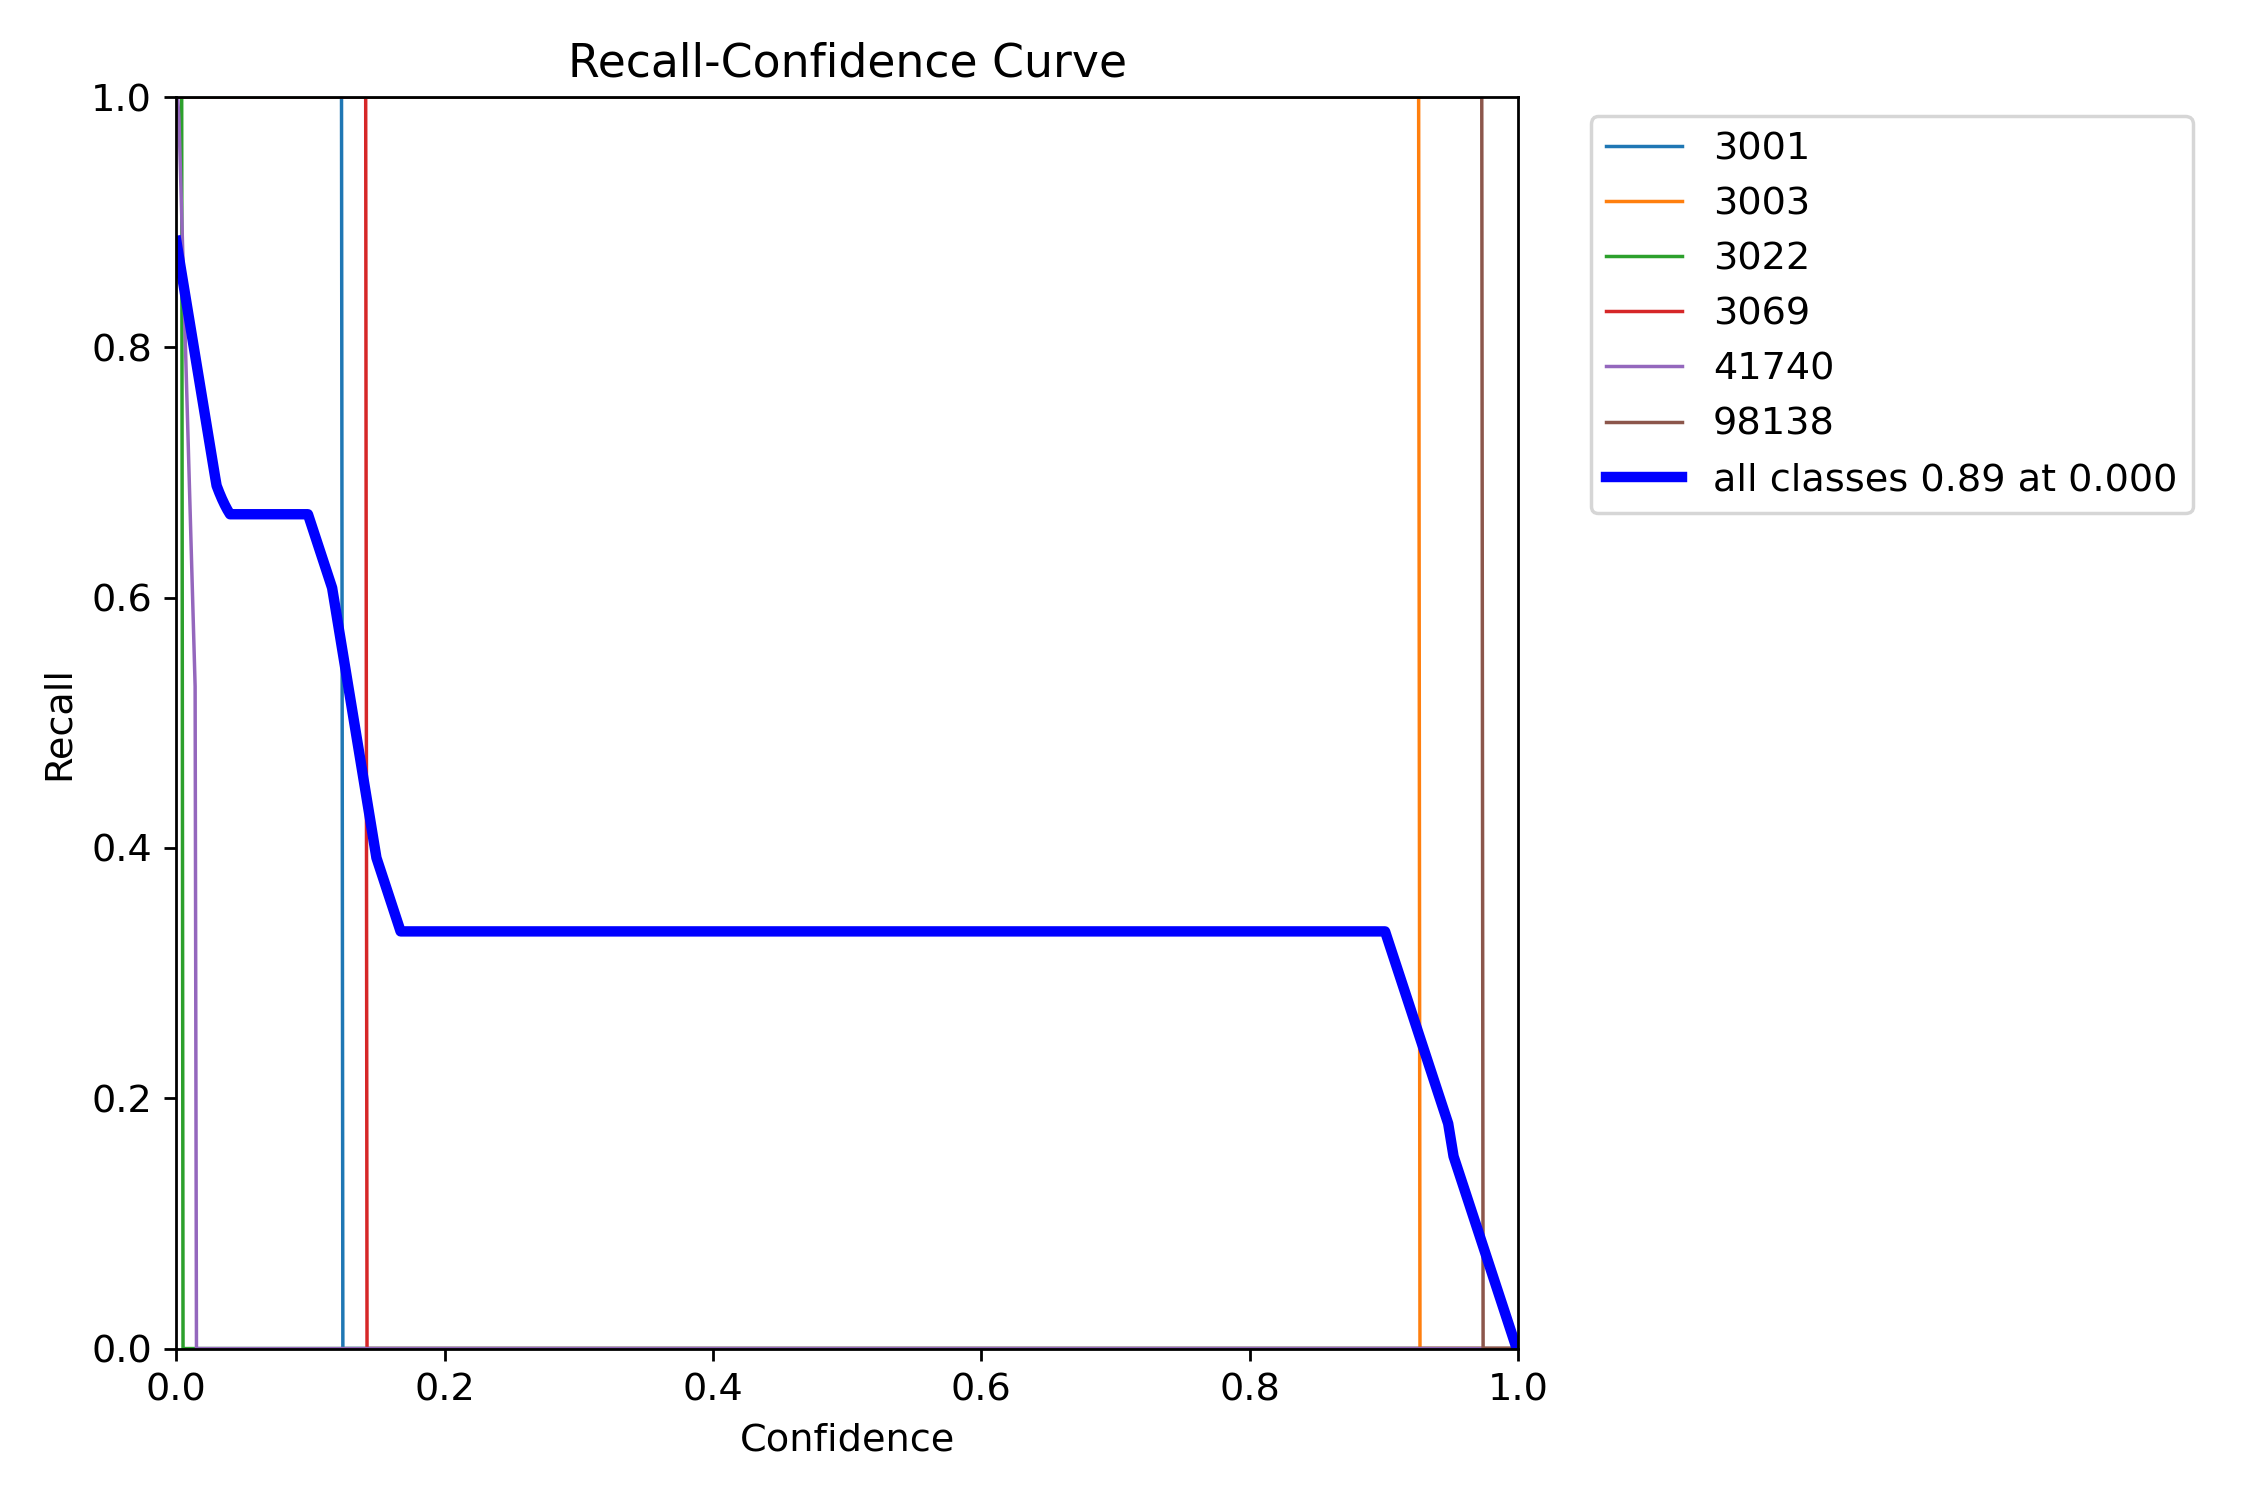 Recall-Confidence Curve
1.0
0.8
0.6
0.4
0.2
0.0
Recall
0.0 0.2 0.4 0.6 0.8 1.0
Confidence
3001
3003
3022
3069
41740
98138
all classes 0.89 at 0.000